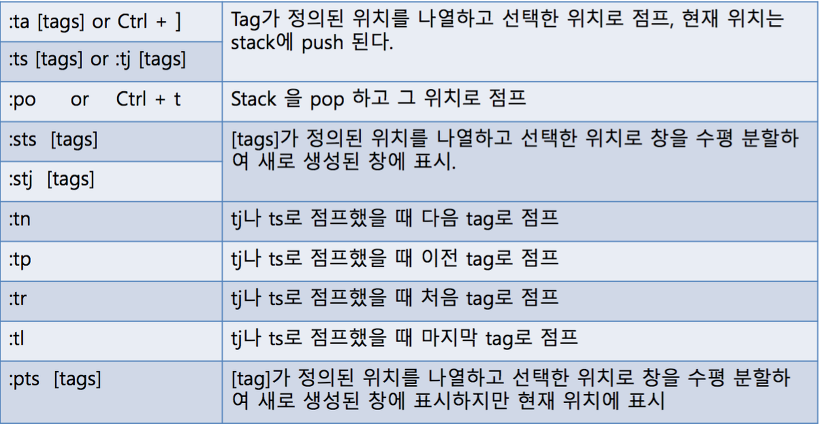 :ta [tags] or Ctrl + ]
Tag가 정의된 위치를 나열하고 선택한 위치로 점프, 현재 위치는
stack에 push 된다.
:ts [tags] or :tj [tags]
:po or Ctrl + t
Stack 을 pop 하고 그 위치로 점프
:sts [tags]
[tags]가 정의된 위치를 나열하고 선택한 위치로 창을 수평 분할하
여 새로 생성된 창에 표시.
:stj [tags]
:tn
tj나 ts로 점프했을 때 다음 tag로 점프
:tp
tj나 ts로 점프했을 때 이전 tag로 점프
:tr
tj나 ts로 점프했을 때 처음 tag로 점프
:tl
tj나 ts로 점프했을 때 마지막 tag로 점프
:pts [tags]
[tag]가 정의된 위치를 나열하고 선택한 위치로 창을 수평 분할하
여 새로 생성된 창에 표시하지만 현재 위치에 표시